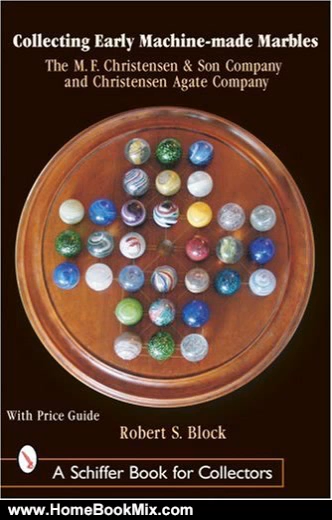 Collecting Early Machine-made Marbles
The M. F. Christensen & Son Company
and Christensen Agate Company
With Price Guide
Robert S. Block
A Schiffer Book for Collectors
www.HomeBookMix.com